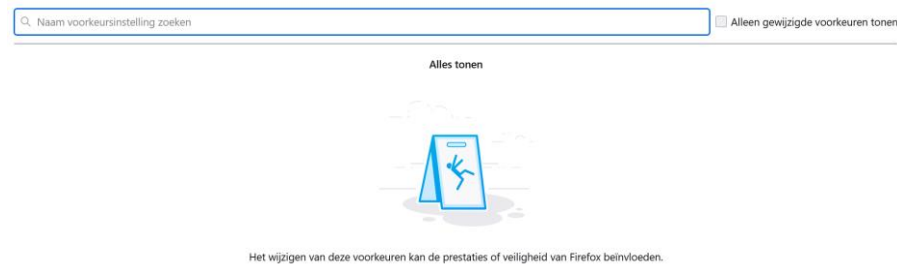 Naam voorkeursinstelling zoeken
Alleen gewijzigde voorkeuren tonen
Alles tonen
Het wijzigen van deze voorkeuren kan de prestaties of veiligheid van Firefox beïnvloeden.